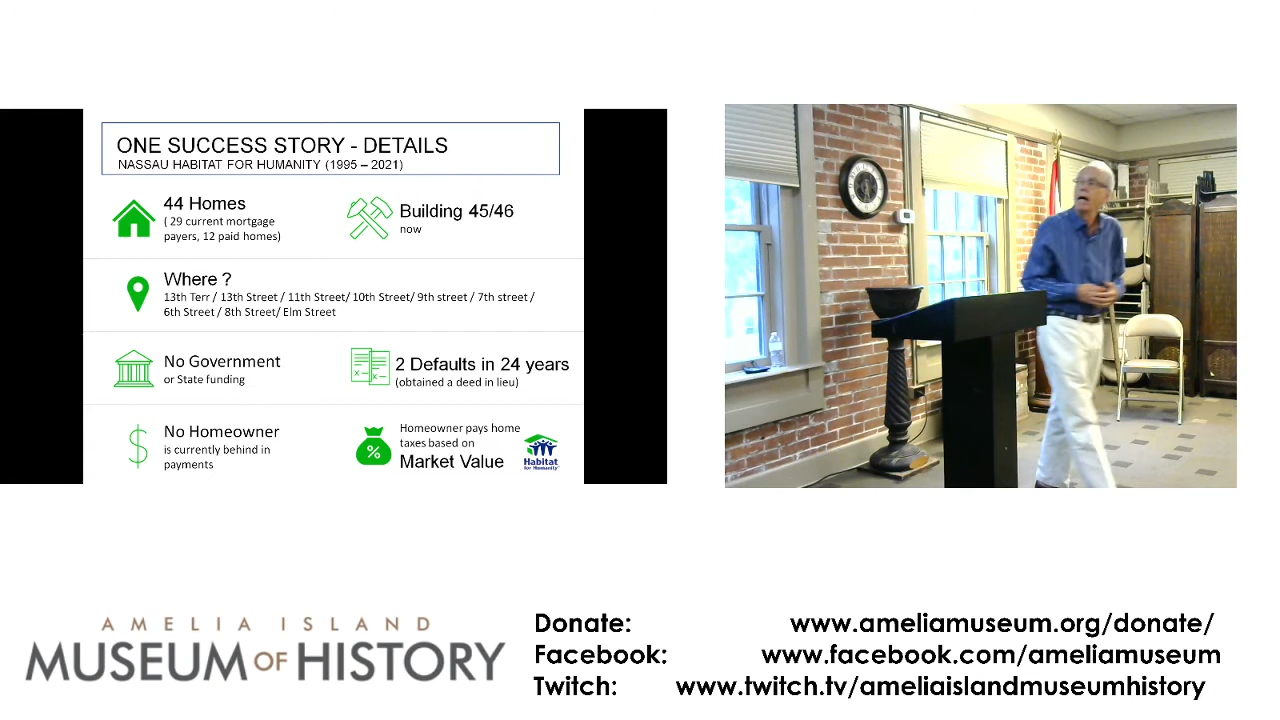 ONE SUCCESS STORY - DETAILS
NASSAU HABITAT FOR HUMANITY (1995 – 2021)
44 Homes
( 29 current mortgage
payers, 12 paid homes)
Building 45/46
now
Where ?
13th Terr / 13th Street / 11th Street/ 10th Street/ 9th street / 7th street /
6th Street / 8th Street/ Elm Street
No Government
or State funding
2 Defaults in 24 years
(obtained a deed in lieu)
No Homeowner
is currently behind in
payments
%
Homeowner pays home
taxes based on
Market Value
Habitat
for Humanity
AMELIA ISLAND
MUSEUM OF HISTORY
Donate: www.ameliamuseum.org/donate/
Facebook: www.facebook.com/ameliamuseum
Twitch: www.twitch.tv/ameliaislandmuseumhistory